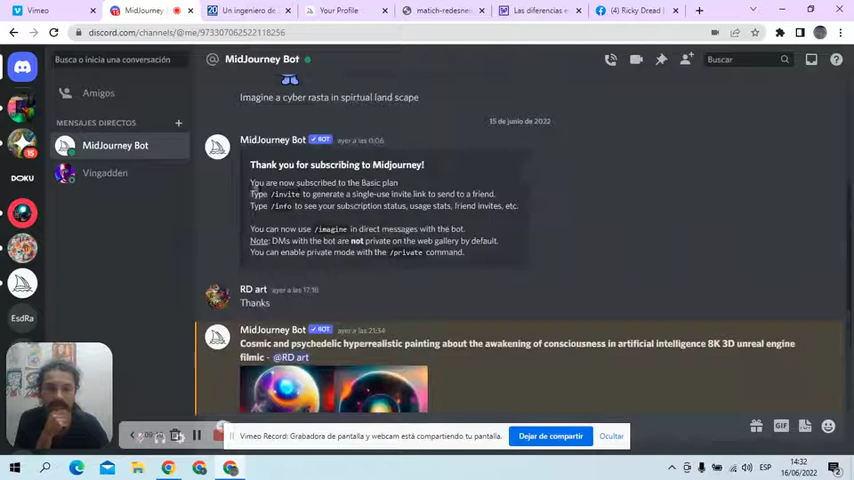 Vimeo
MidJourney Bot
Un ingeniero de
Your Profile
matich-redesne
Las diferencias e
(4) Ricky Dread |
discord.com/channels/@me/973307062522118256
Busca o inicia una conversación
MidJourney Bot
Buscar
Imagine a cyber rasta in spirtual land scape
Amigos
15 de junio de 2022
MENSAJES DIRECTOS
MidJourney Bot BOT ayer a las 0:06
MidJourney Bot
Thank you for subscribing to Midjourney!
Vingadden
You are now subscribed to the Basic plan
Type /invite to generate a single-use invite link to send to a friend.
Type /info to see your subscription status, usage stats, friend invites, etc.
DOKU
You can now use /imagine in direct messages with the bot.
Note: DMs with the bot are not private on the web gallery by default.
You can enable private mode with the /private command.
RD art ayer a las 17:18
Thanks
EsdRa
MidJourney Bot BOT ayer a las 21:34
Cosmic and psychedelic hyperrealistic painting about the awakening of consciousness in artificial intelligence 8K 3D unreal engine
filmic - @RD art
GIF
Vimeo Record: Grabadora de pantalla y webcam está compartiendo tu pantalla.
Dejar de compartir
Ocultar
ESP
14:32
16/06/2022
2